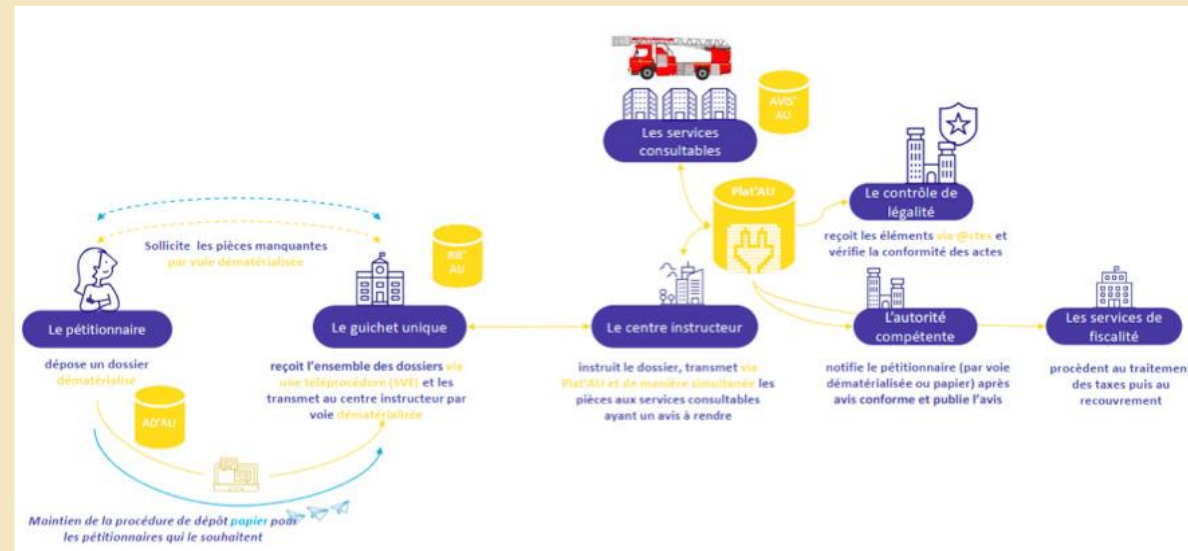 AVIS'
AU
Les services
consultables
Plat'AU
Le contrôle de
légalité
reçoit les éléments via @ctes et
vérifie la conformité des actes
Sollicite les pièces manquantes
par voie dématérialisée
AU
Le pétitionnaire
dépose un dossier
dématérialisé
Le guichet unique
reçoit l'ensemble des dossiers via
une téléprocédure (SVE) et les
transmet au centre instructeur par
voie dématérialisée
Le centre instructeur
instruit le dossier, transmet via
Plat'AU et de manière simultanée les
pièces aux services consultables
ayant un avis à rendre
L'autorité
compétente
notifie le pétitionnaire (par voie
dématérialisée ou papier) après
avis conforme et publie l'avis
Les services de
fiscalité
procèdent au traitement
des taxes puis au
recouvrement
AD'AU
Maintien de la procédure de dépôt papier pour
les pétitionnaires qui le souhaitent